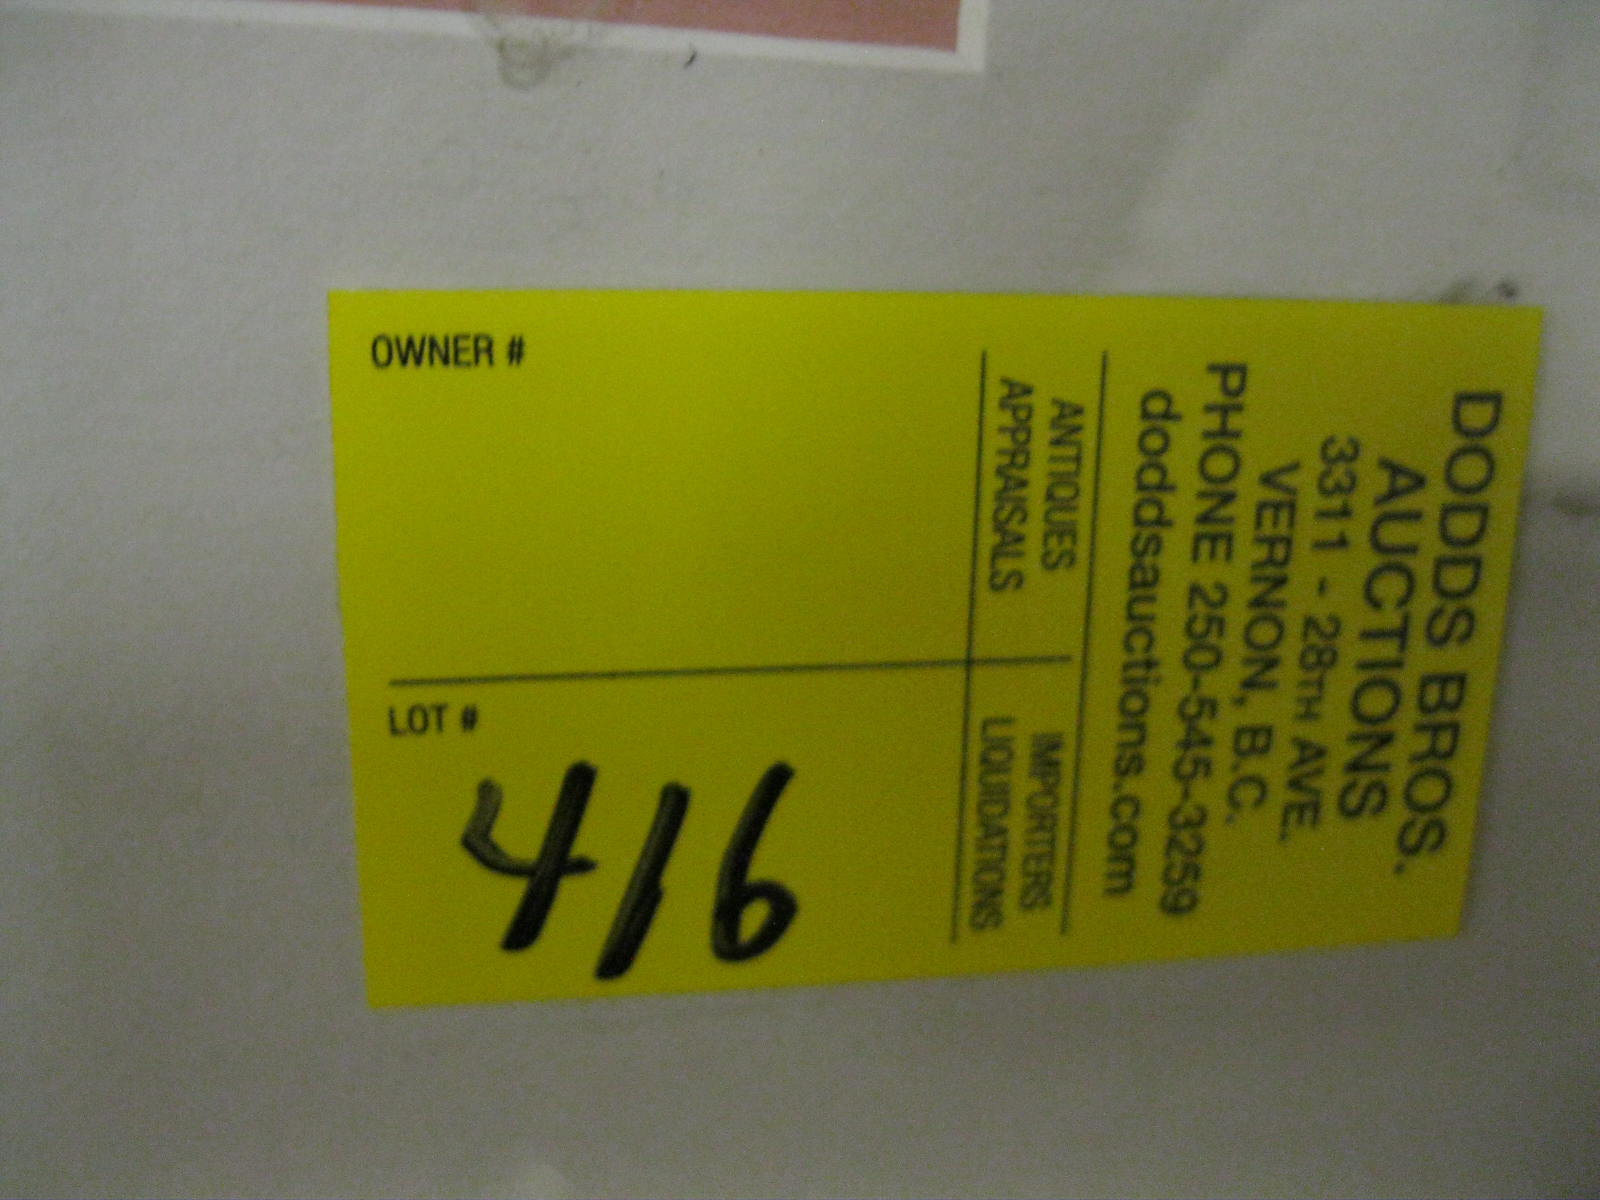 DODDS BROS.
AUCTIONS
3311 - 28TH AVE.
VERNON, B.C.
PHONE 250-545-3259
doddsauctions.com
ANTIQUES IMPORTERS
APPRAISALS LIQUIDATIONS
OWNER #
LOT #
416